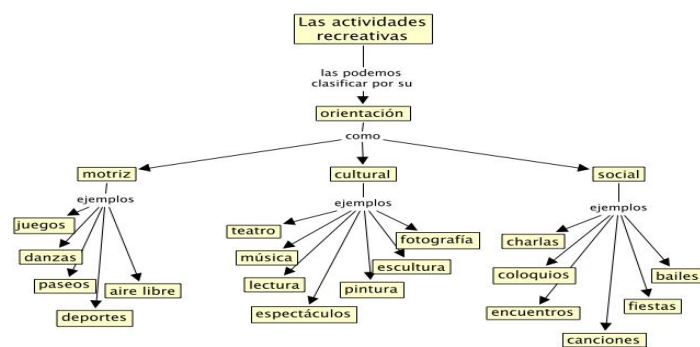 Las actividades
recreativas
las podemos
clasificar por su
orientación
como
motriz
cultural
social
ejemplos
juegos
danzas
paseos
aire libre
deportes
ejemplos
teatro
fotografía
música
escultura
lectura
pintura
espectáculos
ejemplos
charlas
coloquios
bailes
encuentros
fiestas
canciones